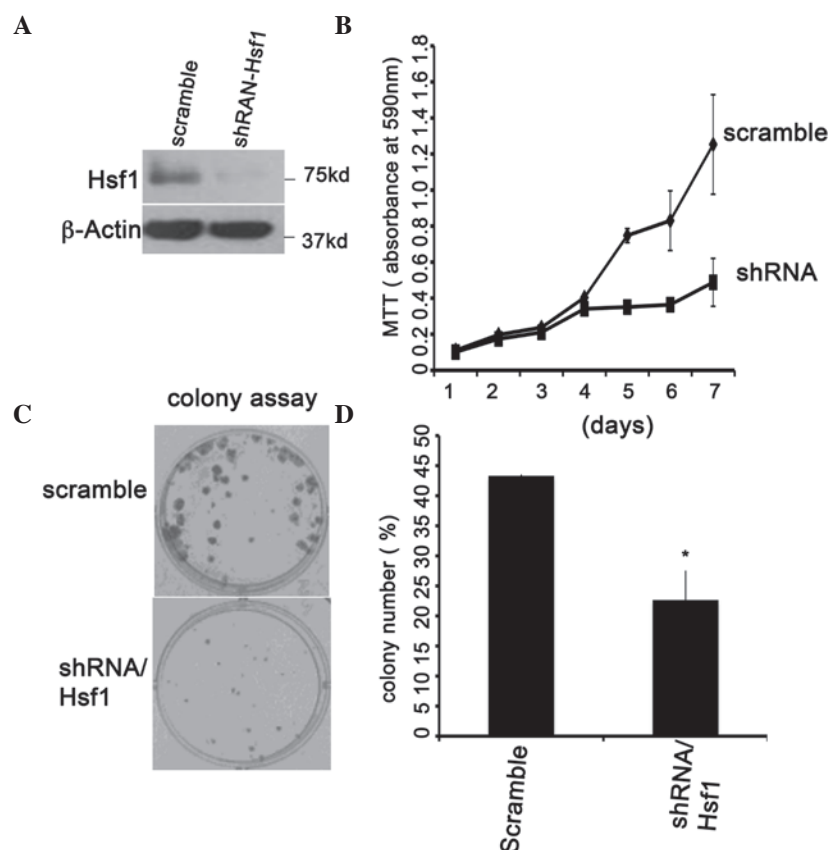 A
scramble
shRAN-Hsf1
Hsf1
75kd
β-Actin
37kd
B
MTT ( absorbance at 590nm)
0 0.2 0.4 0.6 0.8 1.0 1.2 1.4 1.6 1.8
scramble
shRNA
1 2 3 4 5 6 7
(days)
C
colony assay
scramble
shRNA/
Hsf1
D
colony number ( %)
0 5 10 15 20 25 30 35 40 45 50
*
Scramble
shRNA/
Hsf1